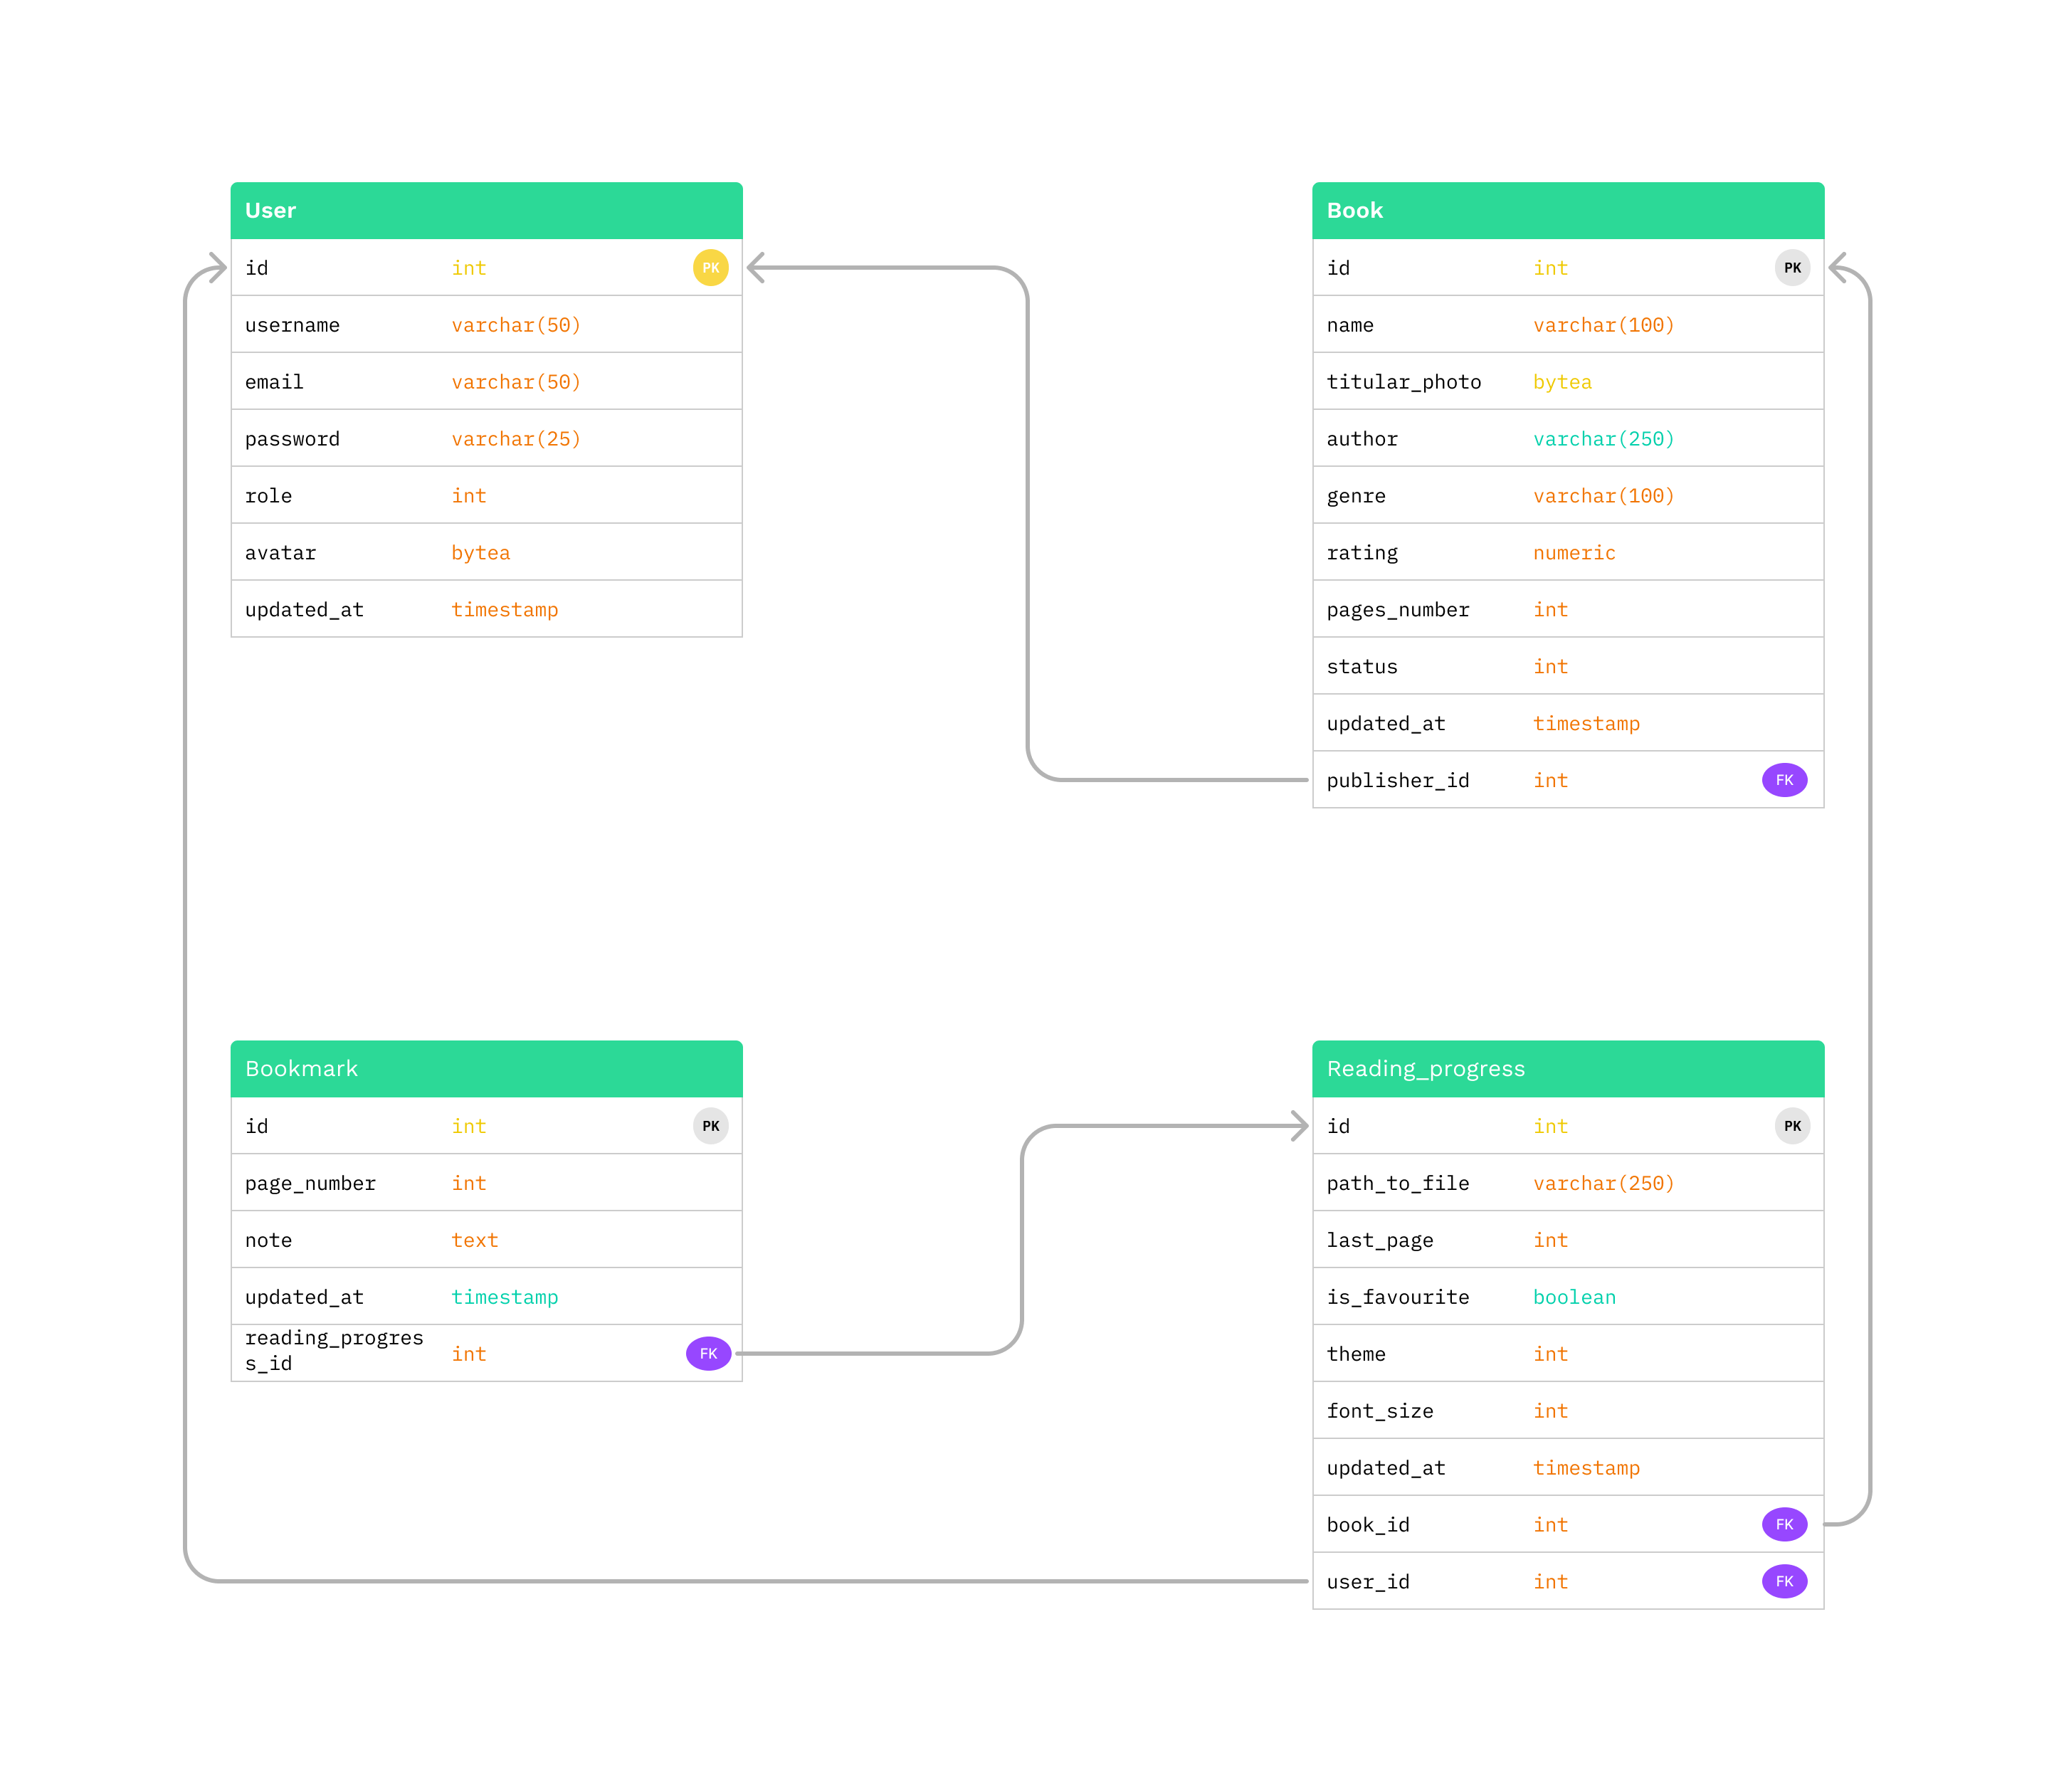 User
id int PK
username varchar(50)
email varchar(50)
password varchar(25)
role int
avatar bytea
updated_at timestamp
Book
id int PK
name varchar(100)
titular_photo bytea
author varchar(250)
genre varchar(100)
rating numeric
pages_number int
status int
updated_at timestamp
publisher_id int FK
Bookmark
id int PK
page_number int
note text
updated_at timestamp
reading_progres
s_id int FK
Reading_progress
id int PK
path_to_file varchar(250)
last_page int
is_favourite boolean
theme int
font_size int
updated_at timestamp
book_id int FK
user_id int FK